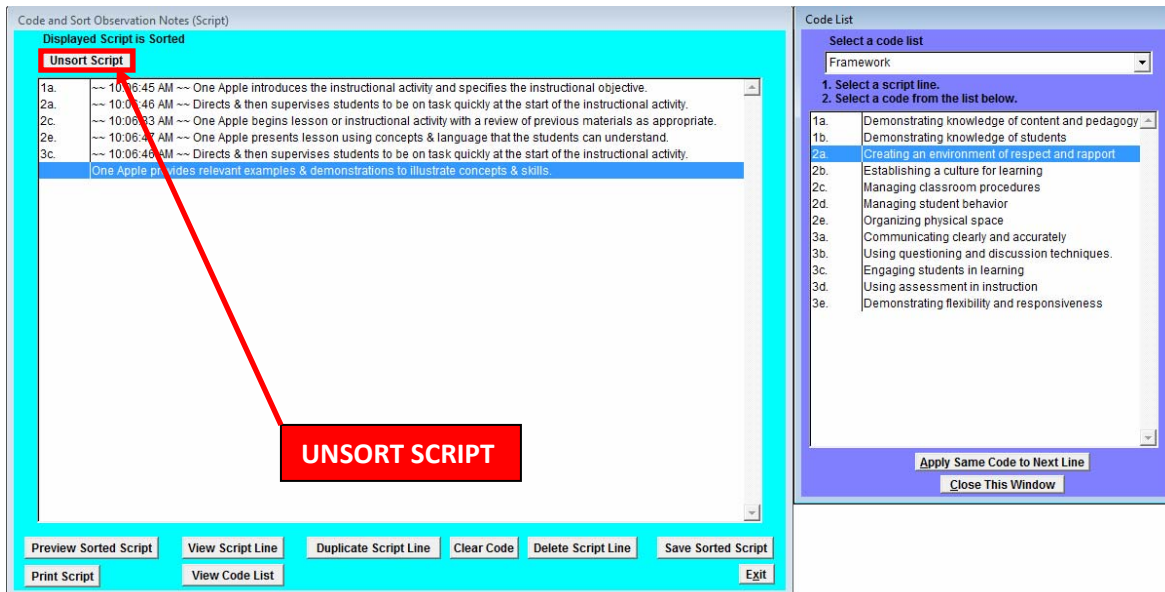 Code and Sort Observation Notes (Script)
Displayed Script is Sorted
Unsort Script
1a. ~~ 10:06:45 AM ~~ One Apple introduces the instructional activity and specifies the instructional objective.
2a. ~~ 10:06:46 AM ~~ Directs & then supervises students to be on task quickly at the start of the instructional activity.
2c. ~~ 10:06:33 AM ~~ One Apple begins lesson or instructional activity with a review of previous materials as appropriate.
2e. ~~ 10:06:47 AM ~~ One Apple presents lesson using concepts & language that the students can understand.
3c. ~~ 10:06:46 AM ~~ Directs & then supervises students to be on task quickly at the start of the instructional activity.
One Apple provides relevant examples & demonstrations to illustrate concepts & skills.
UNSORT SCRIPT
Preview Sorted Script
View Script Line
Duplicate Script Line
Clear Code
Delete Script Line
Save Sorted Script
Print Script
View Code List
Exit
Code List
Select a code list
Framework
1. Select a script line.
2. Select a code from the list below.
1a. Demonstrating knowledge of content and pedagogy
1b. Demonstrating knowledge of students
2a. Creating an environment of respect and rapport
2b. Establishing a culture for learning
2c. Managing classroom procedures
2d. Managing student behavior
2e. Organizing physical space
3a. Communicating clearly and accurately
3b. Using questioning and discussion techniques.
3c. Engaging students in learning
3d. Using assessment in instruction
3e. Demonstrating flexibility and responsiveness
Apply Same Code to Next Line
Close This Window